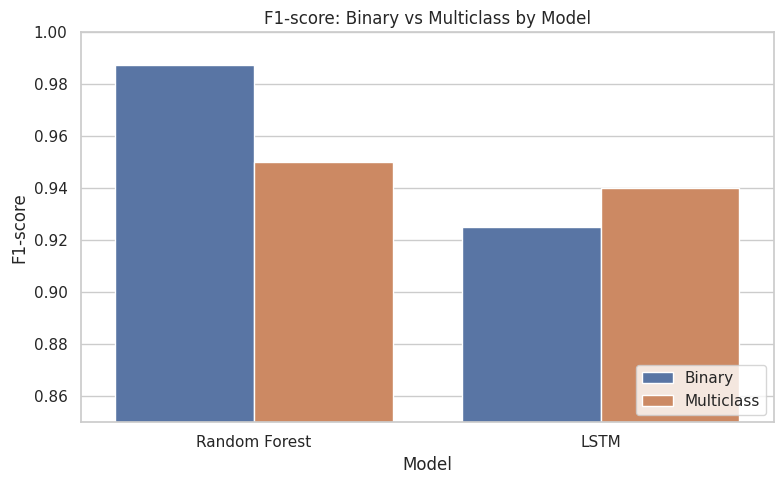 F1-score: Binary vs Multiclass by Model
1.00
0.98
0.96
0.94
0.92
0.90
0.88
0.86
F1-score
Random Forest
LSTM
Model
Binary
Multiclass